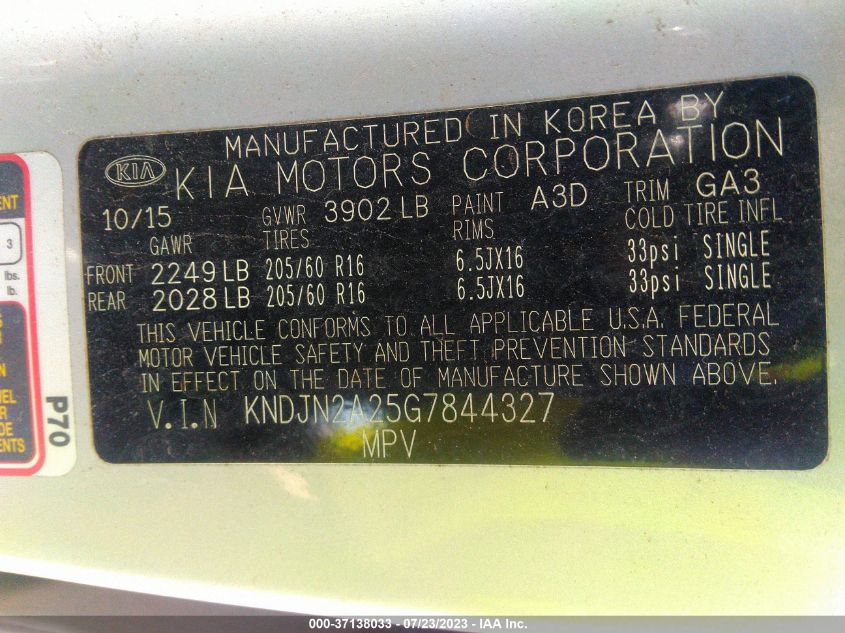 MANUFACTURED IN KOREA BY
KIA KIA MOTORS CORPORATION
10/15 GVWR 3902 LB PAINT A3D TRIM GA3
GAWR TIRES RIMS COLD TIRE INFL
FRONT 2249 LB 205/60 R16 6.5JX16 33psi SINGLE
REAR 2028 LB 205/60 R16 6.5JX16 33psi SINGLE
THIS VEHICLE CONFORMS TO ALL APPLICABLE U.S.A. FEDERAL
MOTOR VEHICLE SAFETY AND THEFT PREVENTION STANDARDS
IN EFFECT ON THE DATE OF MANUFACTURE SHOWN ABOVE.
V.I.N KNDJN2A25G7844327
MPV
3
lbs.
lb.
P70
000-37138033 / 07/23/2023 - IAA Inc.